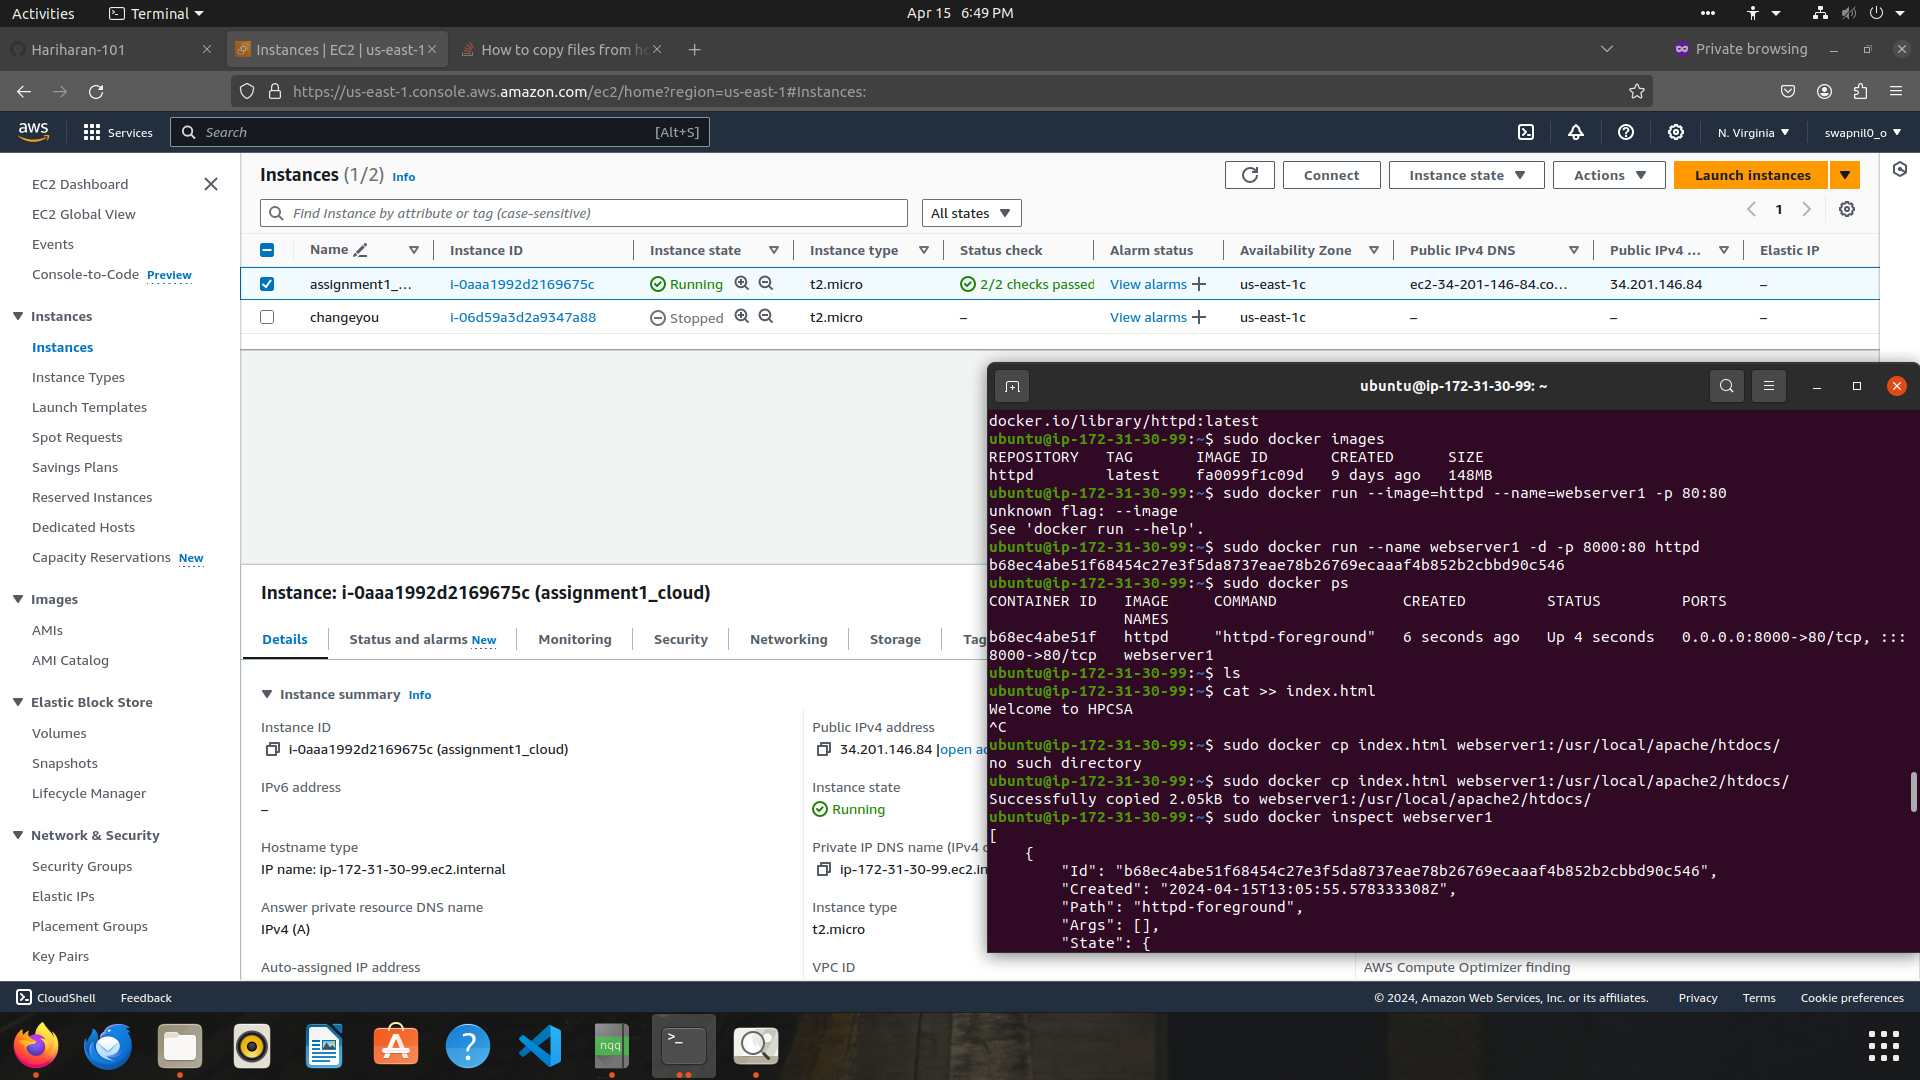 Activities
Terminal
Apr 15 6:49 PM
Hariharan-101
Instances | EC2 | us-east-1
How to copy files from ho
Private browsing
https://us-east-1.console.aws.amazon.com/ec2/home?region=us-east-1#Instances:
aws
Services
Search
[Alt+S]
N. Virginia
swapnil0_o
EC2 Dashboard
EC2 Global View
Events
Console-to-Code Preview
Instances
Instances
Instance Types
Launch Templates
Spot Requests
Savings Plans
Reserved Instances
Dedicated Hosts
Capacity Reservations New
Images
AMIs
AMI Catalog
Elastic Block Store
Volumes
Snapshots
Lifecycle Manager
Network & Security
Security Groups
Elastic IPs
Placement Groups
Key Pairs
Instances (1/2) Info
Connect
Instance state
Actions
Launch instances
Find Instance by attribute or tag (case-sensitive)
All states
1
Name Instance ID Instance state Instance type Status check Alarm status Availability Zone Public IPv4 DNS Public IPv4 ... Elastic IP
assignment1_... i-0aaa1992d2169675c Running t2.micro 2/2 checks passed View alarms us-east-1c ec2-34-201-146-84.co... 34.201.146.84 –
changeyou i-06d59a3d2a9347a88 Stopped t2.micro – View alarms us-east-1c – – –
Instance: i-0aaa1992d2169675c (assignment1_cloud)
Details Status and alarms New Monitoring Security Networking Storage Tag
Instance summary Info
Instance ID
i-0aaa1992d2169675c (assignment1_cloud)
IPv6 address
–
Hostname type
IP name: ip-172-31-30-99.ec2.internal
Answer private resource DNS name
IPv4 (A)
Auto-assigned IP address
Public IPv4 address
34.201.146.84 |open ad
Instance state
Running
Private IP DNS name (IPv4 o
ip-172-31-30-99.ec2.in
Instance type
t2.micro
VPC ID
AWS Compute Optimizer finding
ubuntu@ip-172-31-30-99: ~
docker.io/library/httpd:latest
ubuntu@ip-172-31-30-99:~$ sudo docker images
REPOSITORY TAG IMAGE ID CREATED SIZE
httpd latest fa0099f1c09d 9 days ago 148MB
ubuntu@ip-172-31-30-99:~$ sudo docker run --image=httpd --name=webserver1 -p 80:80
unknown flag: --image
See 'docker run --help'.
ubuntu@ip-172-31-30-99:~$ sudo docker run --name webserver1 -d -p 8000:80 httpd
b68ec4abe51f68454c27e3f5da8737eae78b26769ecaaaf4b852b2cbbd90c546
ubuntu@ip-172-31-30-99:~$ sudo docker ps
CONTAINER ID IMAGE COMMAND CREATED STATUS PORTS
NAMES
b68ec4abe51f httpd "httpd-foreground" 6 seconds ago Up 4 seconds 0.0.0.0:8000->80/tcp, :::
8000->80/tcp webserver1
ubuntu@ip-172-31-30-99:~$ ls
ubuntu@ip-172-31-30-99:~$ cat >> index.html
Welcome to HPCSA
^C
ubuntu@ip-172-31-30-99:~$ sudo docker cp index.html webserver1:/usr/local/apache/htdocs/
no such directory
ubuntu@ip-172-31-30-99:~$ sudo docker cp index.html webserver1:/usr/local/apache2/htdocs/
Successfully copied 2.05kB to webserver1:/usr/local/apache2/htdocs/
ubuntu@ip-172-31-30-99:~$ sudo docker inspect webserver1
[
{
"Id": "b68ec4abe51f68454c27e3f5da8737eae78b26769ecaaaf4b852b2cbbd90c546",
"Created": "2024-04-15T13:05:55.578333308Z",
"Path": "httpd-foreground",
"Args": [],
"State": {
CloudShell
Feedback
© 2024, Amazon Web Services, Inc. or its affiliates.
Privacy
Terms
Cookie preferences
nqq